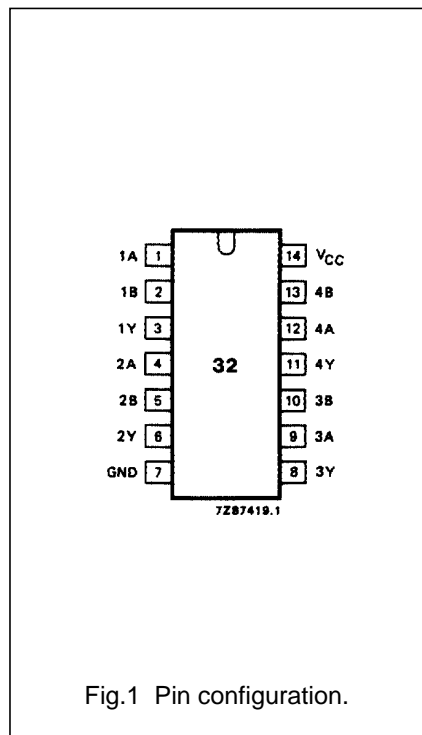 1A 1 14 VCC
1B 2 13 4B
1Y 3 12 4A
2A 4 32 11 4Y
2B 5 10 3B
2Y 6 9 3A
GND 7 8 3Y
7Z87419.1
Fig.1 Pin configuration.